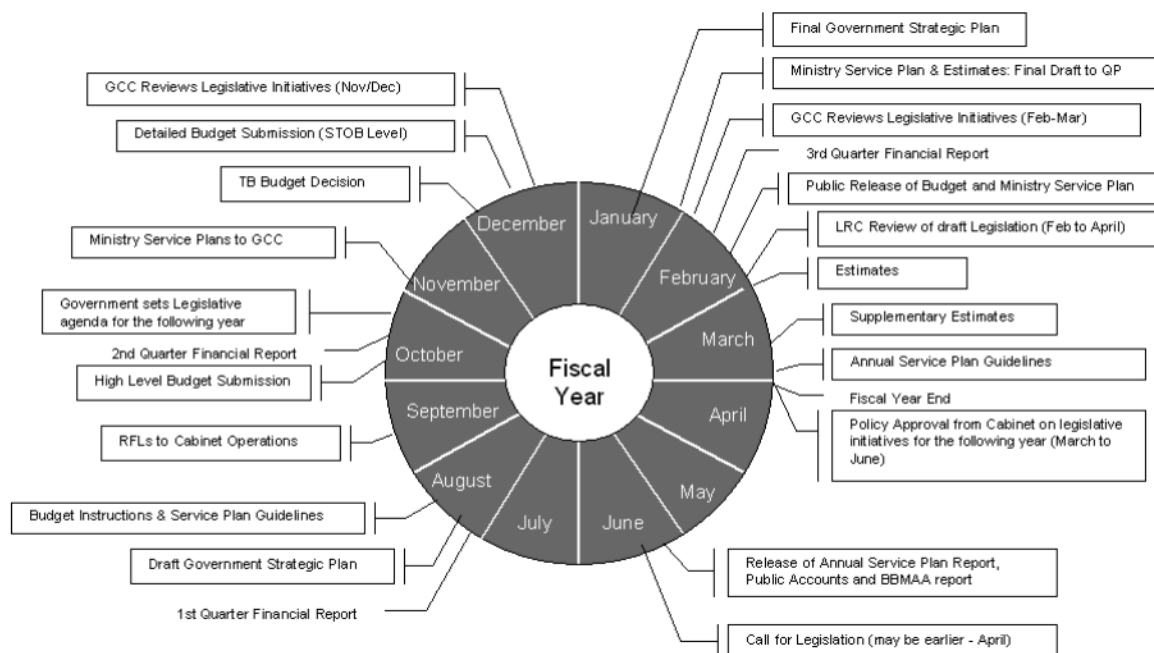 Final Government Strategic Plan
Ministry Service Plan & Estimates: Final Draft to QP
GCC Reviews Legislative Initiatives (Feb-Mar)
3rd Quarter Financial Report
Public Release of Budget and Ministry Service Plan
LRC Review of draft Legislation (Feb to April)
Estimates
Supplementary Estimates
Annual Service Plan Guidelines
Fiscal Year End
Policy Approval from Cabinet on legislative
initiatives for the following year (March to
June)
Release of Annual Service Plan Report,
Public Accounts and BBMAA report
Call for Legislation (may be earlier - April)
GCC Reviews Legislative Initiatives (Nov/Dec)
Detailed Budget Submission (STOB Level)
TB Budget Decision
Ministry Service Plans to GCC
Government sets Legislative
agenda for the following year
2nd Quarter Financial Report
High Level Budget Submission
RFLs to Cabinet Operations
Budget Instructions & Service Plan Guidelines
Draft Government Strategic Plan
1st Quarter Financial Report
January
February
March
April
May
June
July
August
September
October
November
December
Fiscal
Year